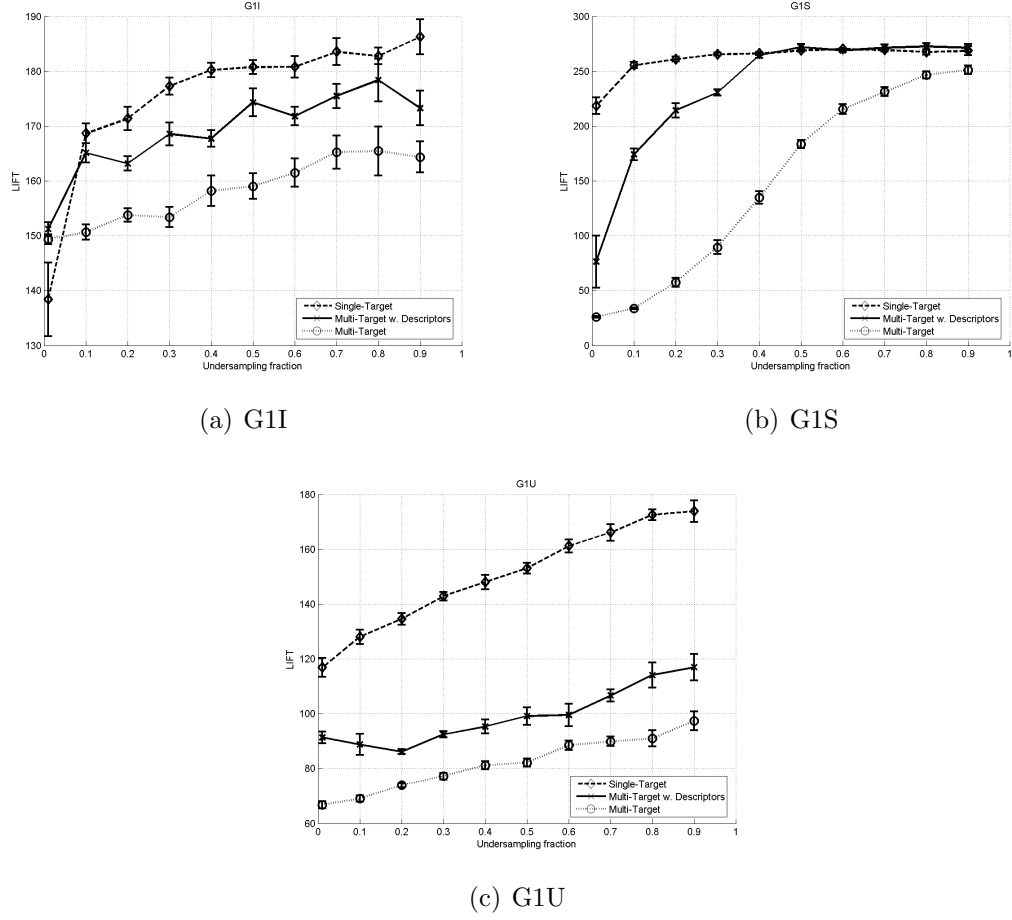 G1I
190
180
170
160
150
140
130
LIFT
0 0.1 0.2 0.3 0.4 0.5 0.6 0.7 0.8 0.9 1
Undersampling fraction
Single-Target
Multi-Target w. Descriptors
Multi-Target
(a) G1I
G1S
300
250
200
150
100
50
0
LIFT
0 0.1 0.2 0.3 0.4 0.5 0.6 0.7 0.8 0.9 1
Undersampling fraction
Single-Target
Multi-Target w. Descriptors
Multi-Target
(b) G1S
G1U
180
160
140
120
100
80
60
LIFT
0 0.1 0.2 0.3 0.4 0.5 0.6 0.7 0.8 0.9 1
Undersampling fraction
Single-Target
Multi-Target w. Descriptors
Multi-Target
(c) G1U